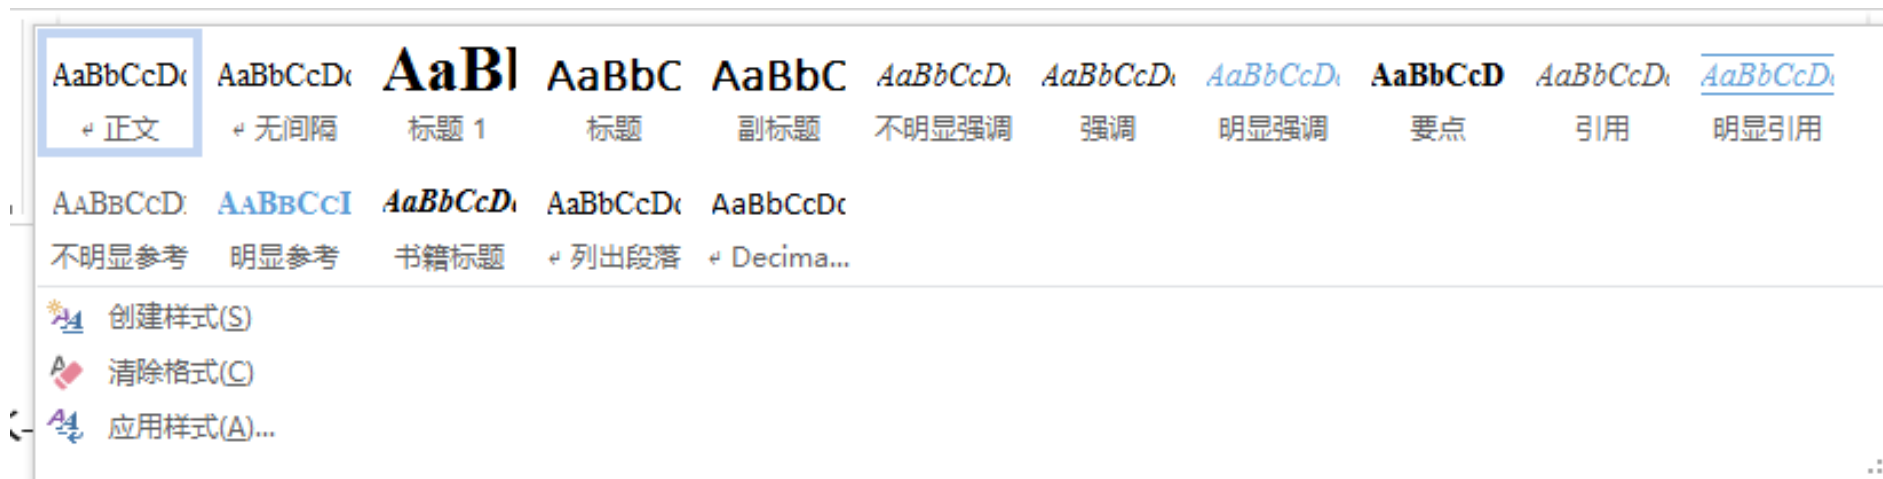 AaBbCcDc AaBbCcDc AaBl AaBbC AaBbC AaBbCcDc AaBbCcDc AaBbCcDc AaBbCcD AaBbCcDc AaBbCcDc
↵ 正文 ↵ 无间隔 标题 1 标题 副标题 不明显强调 强调 明显强调 要点 引用 明显引用
AABBCCD AABBCCI AaBbCcDc AaBbCcDc AaBbCcDc
不明显参考 明显参考 书籍标题 ↵ 列出段落 ↵ Decima...
创建样式(S)
清除格式(C)
应用样式(A)...